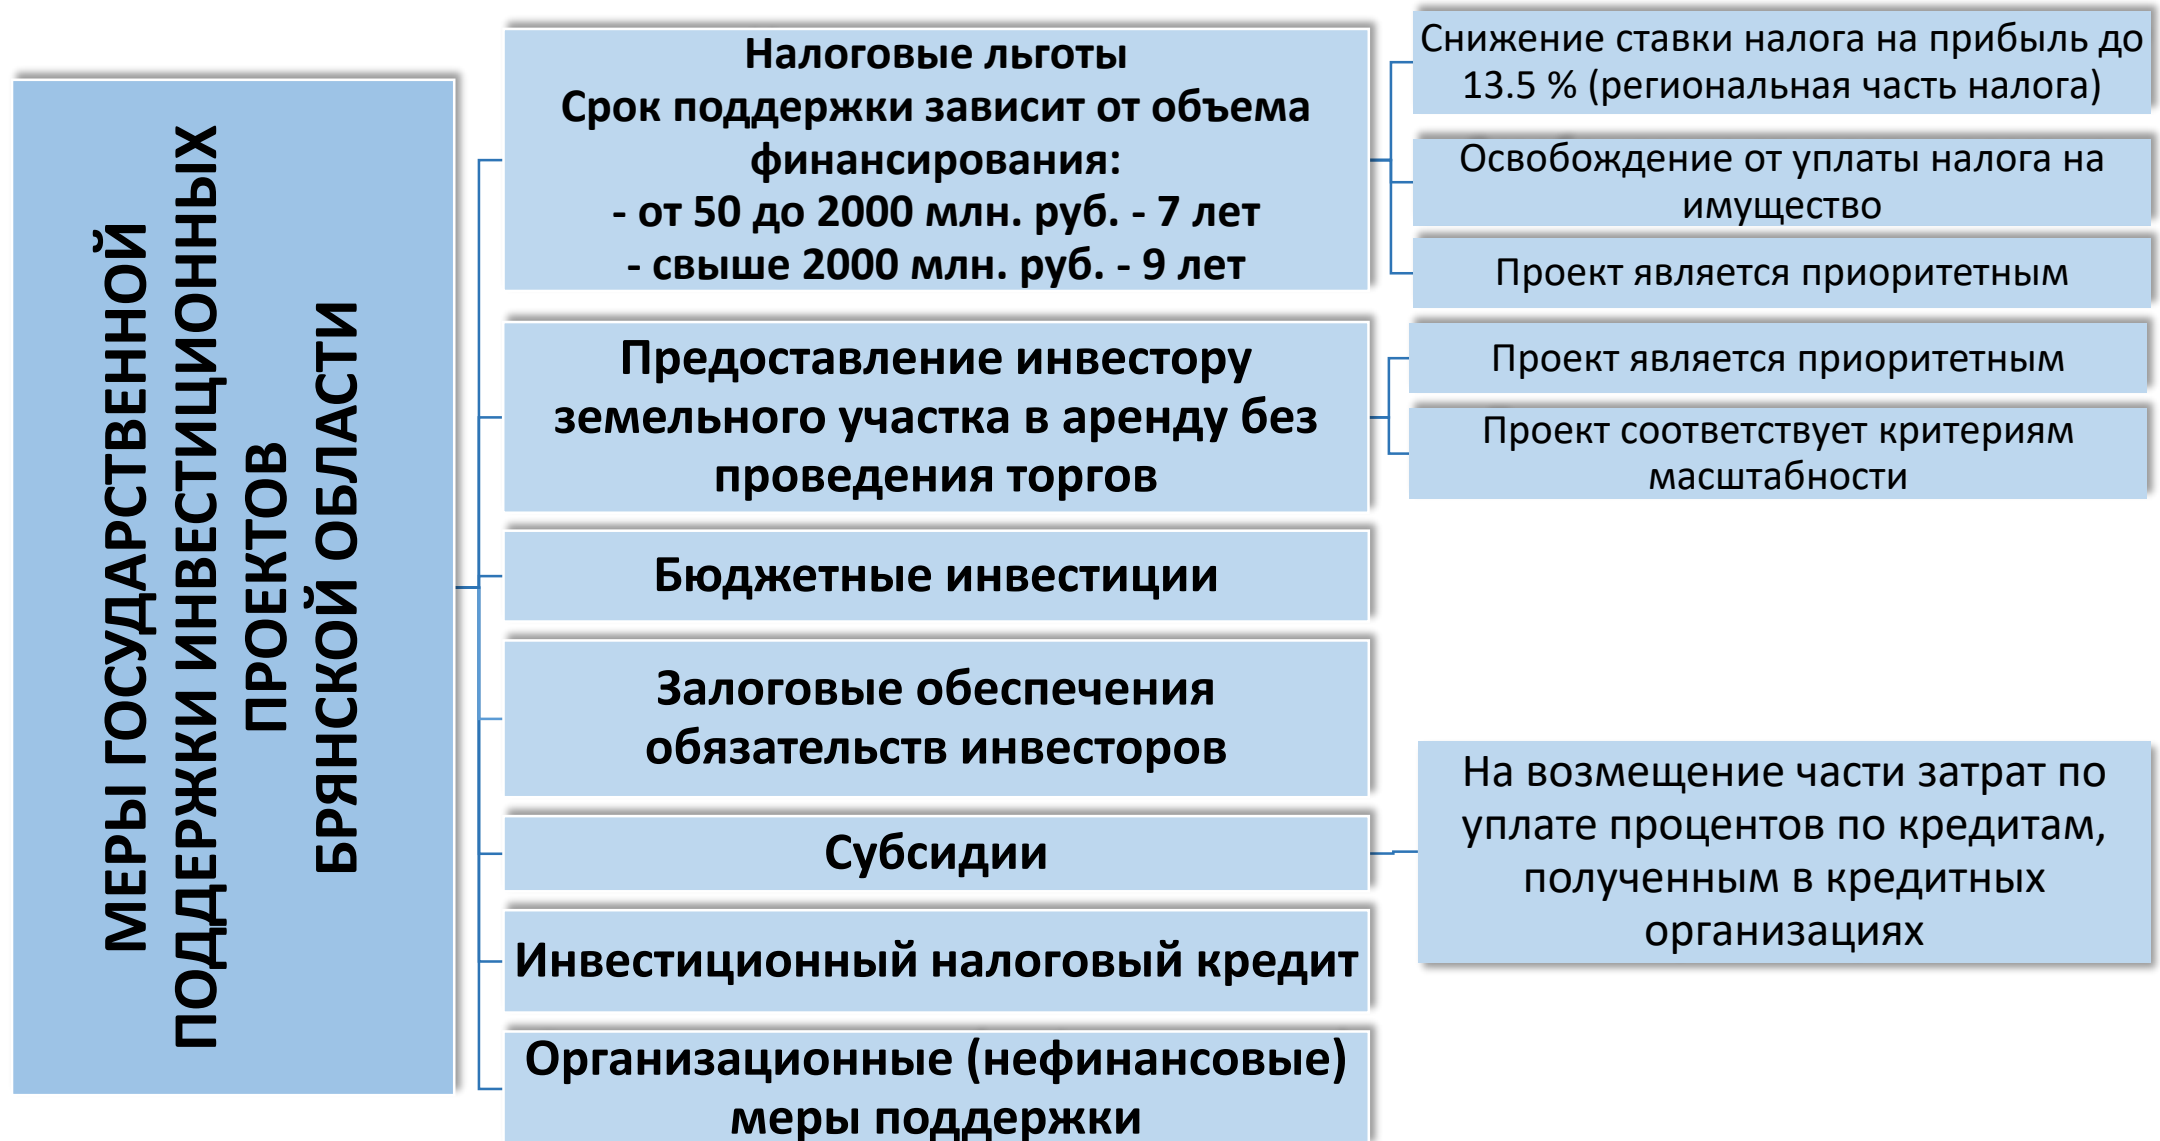 МЕРЫ ГОСУДАРСТВЕННОЙ
ПОДДЕРЖКИ ИНВЕСТИЦИОННЫХ
ПРОЕКТОВ
БРЯНСКОЙ ОБЛАСТИ
Налоговые льготы
Срок поддержки зависит от объема
финансирования:
- от 50 до 2000 млн. руб. - 7 лет
- свыше 2000 млн. руб. - 9 лет
Снижение ставки налога на прибыль до
13.5 % (региональная часть налога)
Освобождение от уплаты налога на
имущество
Проект является приоритетным
Предоставление инвестору
земельного участка в аренду без
проведения торгов
Проект является приоритетным
Проект соответствует критериям
масштабности
Бюджетные инвестиции
Залоговые обеспечения
обязательств инвесторов
Субсидии
На возмещение части затрат по
уплате процентов по кредитам,
полученным в кредитных
организациях
Инвестиционный налоговый кредит
Организационные (нефинансовые)
меры поддержки